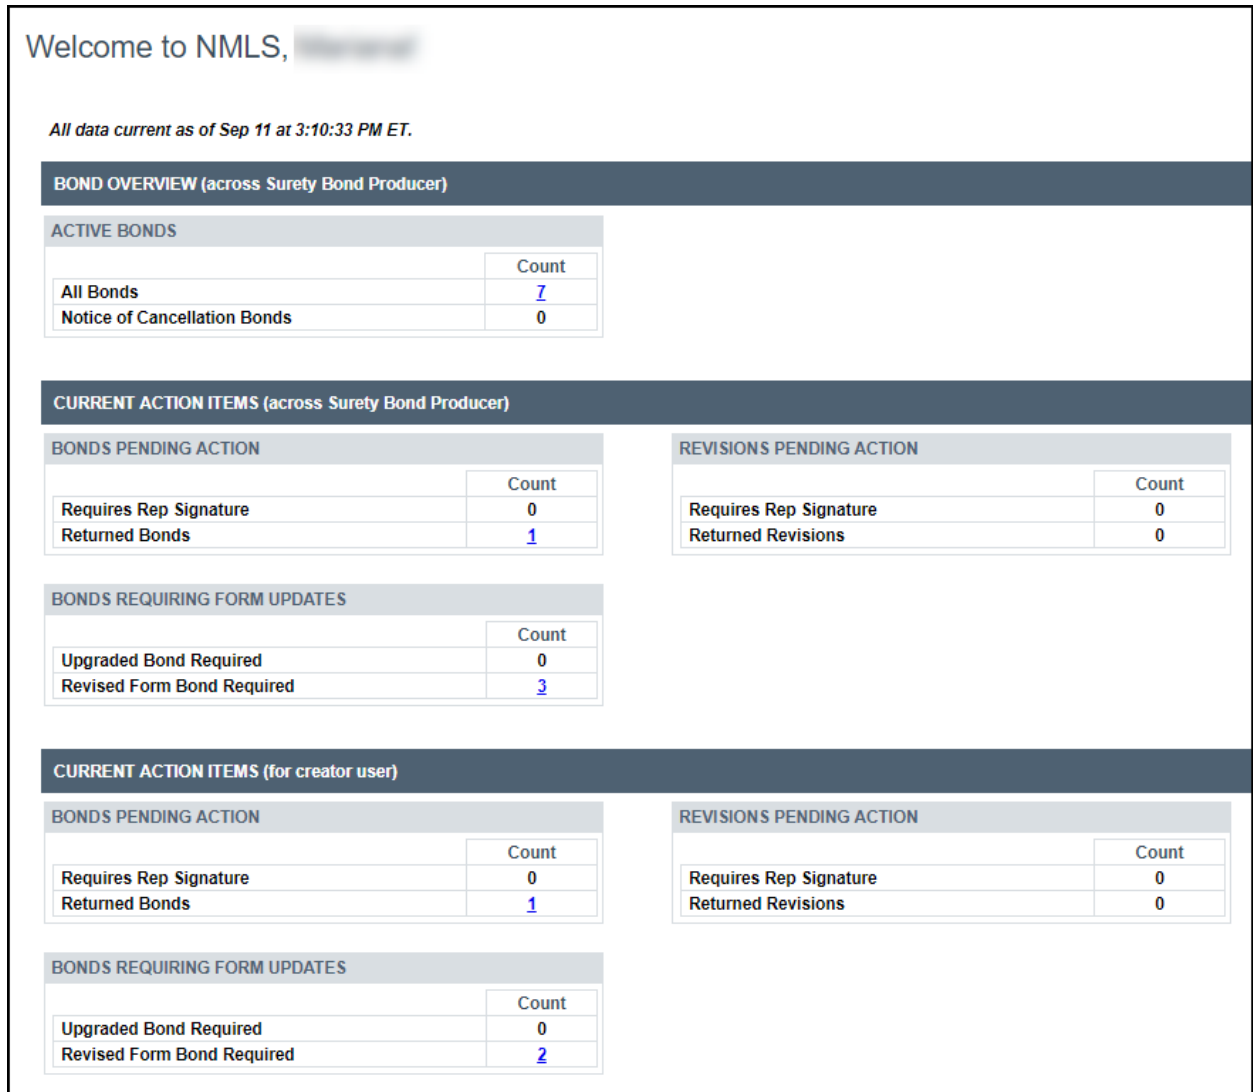 Welcome to NMLS,
All data current as of Sep 11 at 3:10:33 PM ET.
BOND OVERVIEW (across Surety Bond Producer)
ACTIVE BONDS
Count
All Bonds 7
Notice of Cancellation Bonds 0
CURRENT ACTION ITEMS (across Surety Bond Producer)
BONDS PENDING ACTION
Count
Requires Rep Signature 0
Returned Bonds 1
REVISIONS PENDING ACTION
Count
Requires Rep Signature 0
Returned Revisions 0
BONDS REQUIRING FORM UPDATES
Count
Upgraded Bond Required 0
Revised Form Bond Required 3
CURRENT ACTION ITEMS (for creator user)
BONDS PENDING ACTION
Count
Requires Rep Signature 0
Returned Bonds 1
REVISIONS PENDING ACTION
Count
Requires Rep Signature 0
Returned Revisions 0
BONDS REQUIRING FORM UPDATES
Count
Upgraded Bond Required 0
Revised Form Bond Required 2